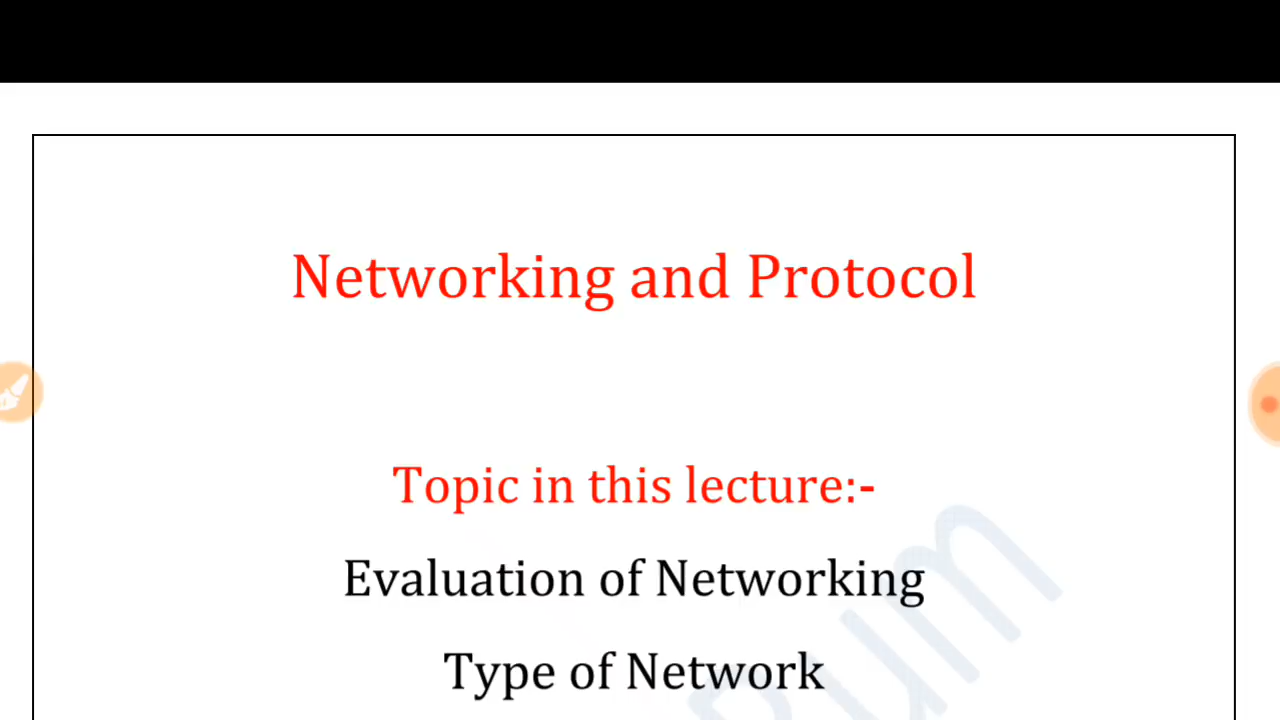 Networking and Protocol
Topic in this lecture:-
Evaluation of Networking
Type of Network